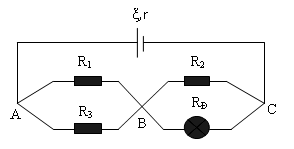 ξ,r
R₁ R₂
A R₃ B R_Đ C